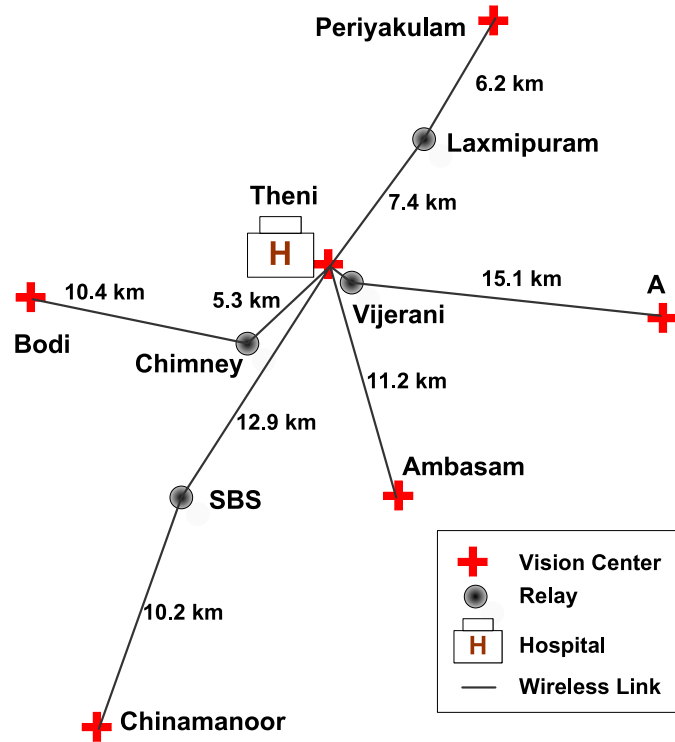 Periyakulam
6.2 km
Laxmipuram
Theni
7.4 km
H
15.1 km
A
10.4 km
5.3 km
Vijerani
Bodi
Chimney
11.2 km
12.9 km
Ambasam
SBS
Vision Center
Relay
10.2 km
H Hospital
Wireless Link
Chinamanoor